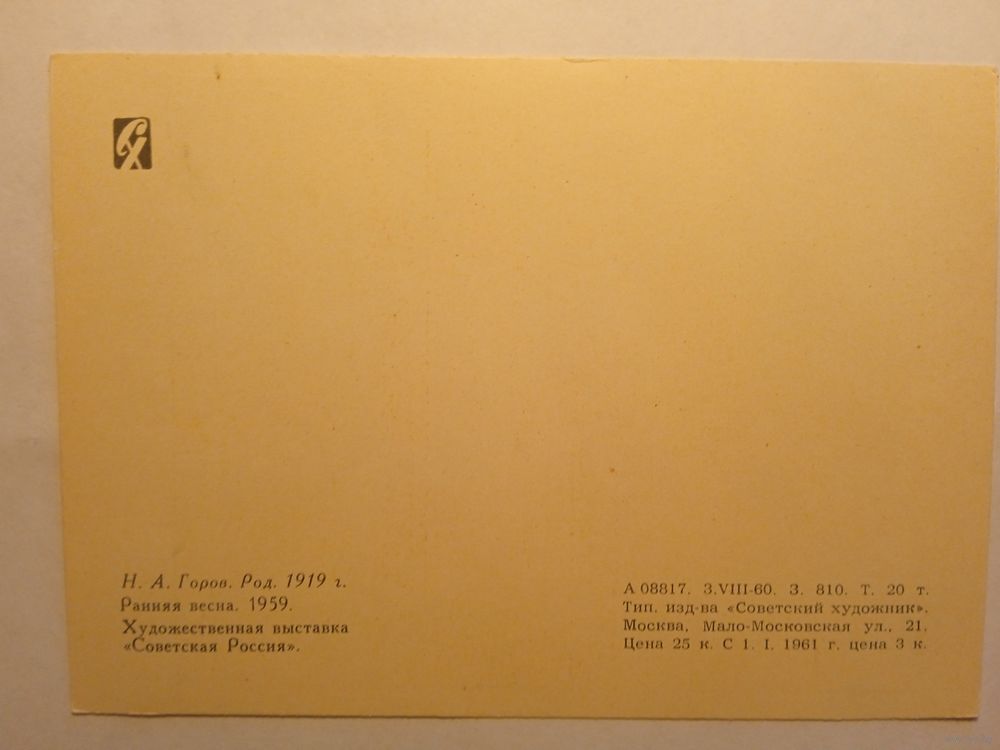 СХ
Н. А. Горов. Род. 1919 г.
Ранняя весна. 1959.
Художественная выставка
«Советская Россия».
А 08817. 3.VIII-60. З. 810. Т. 20 т.
Тип. изд-ва «Советский художник».
Москва, Мало-Московская ул., 21.
Цена 25 к. С 1. I. 1961 г. цена 3 к.